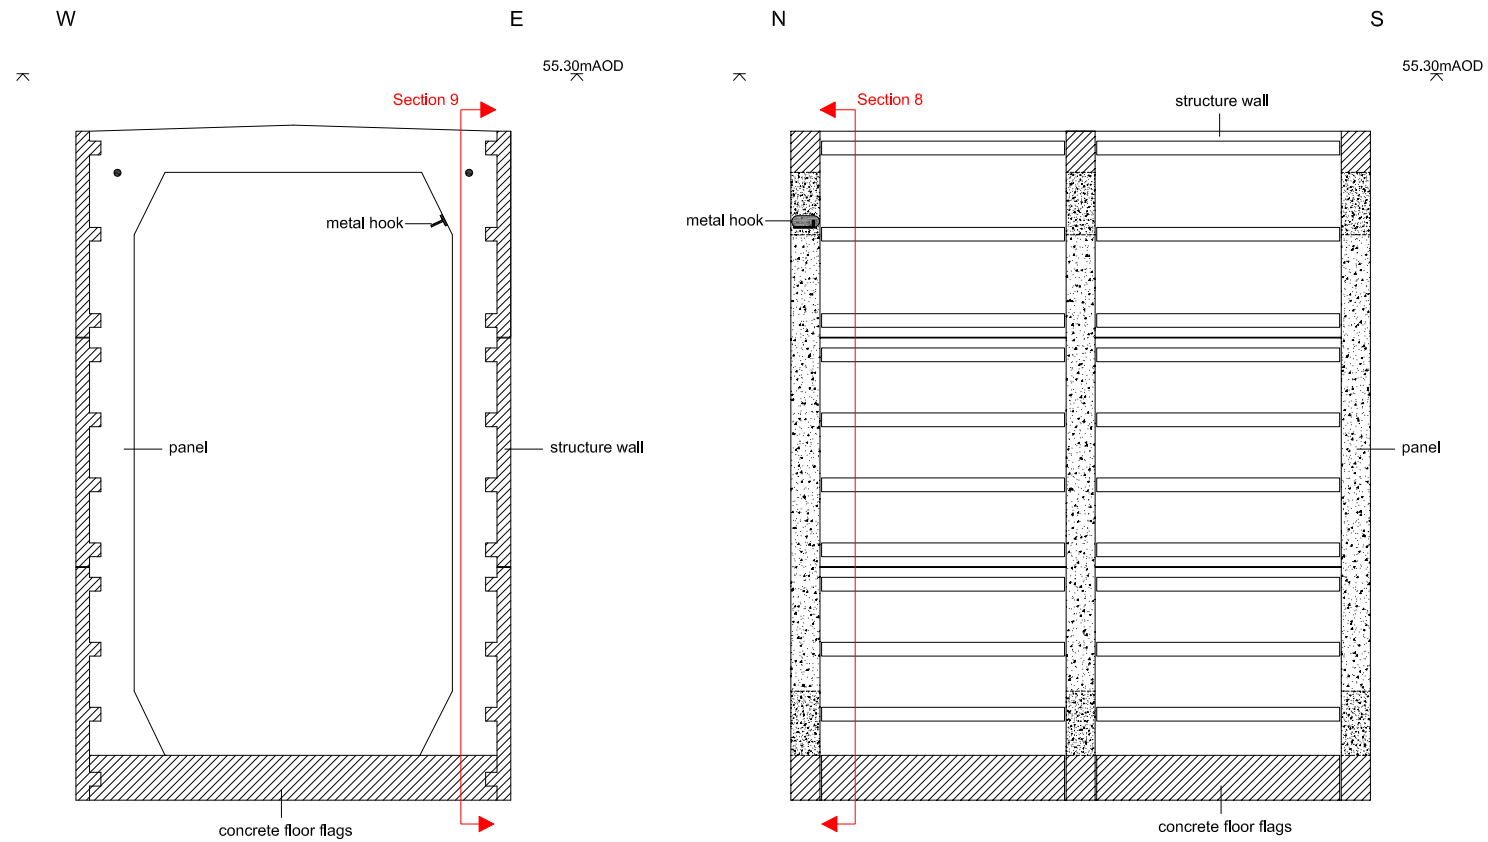 W
E
N
S
55.30mAOD
55.30mAOD
Section 9
Section 8
structure wall
metal hook
metal hook
panel
structure wall
panel
concrete floor flags
concrete floor flags